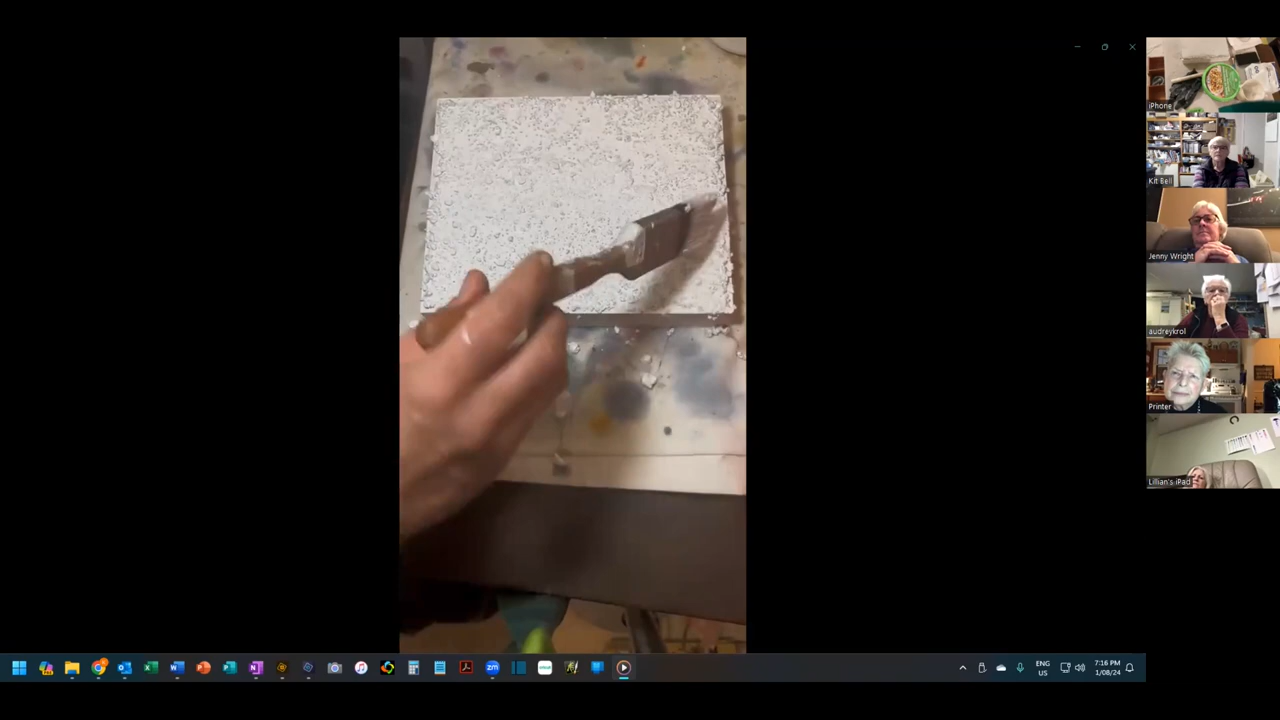 iPhone
Kit Bell
Jenny Wright
audreykrol
Printer
Lillian's iPad
ENG
US
7:16 PM
1/08/24